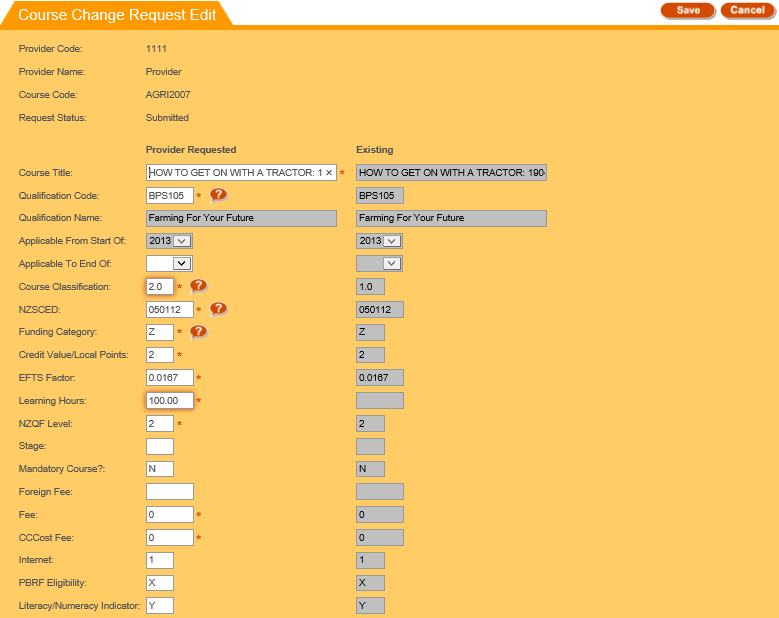 Course Change Request Edit Save Cancel
Provider Code: 1111
Provider Name: Provider
Course Code: AGRI2007
Request Status: Submitted
Provider Requested Existing
Course Title: HOW TO GET ON WITH A TRACTOR: 1 × * HOW TO GET ON WITH A TRACTOR: 190-
Qualification Code: BPS105 * ? BPS105
Qualification Name: Farming For Your Future Farming For Your Future
Applicable From Start Of: 2013 2013
Applicable To End Of:
Course Classification: 2.0 * ? 1.0
NZSCED: 050112 * ? 050112
Funding Category: Z * ? Z
Credit Value/Local Points: 2 * 2
EFTS Factor: 0.0167 * 0.0167
Learning Hours: 100.00 *
NZQF Level: 2 * 2
Stage:
Mandatory Course?: N N
Foreign Fee:
Fee: 0 * 0
CCCost Fee: 0 * 0
Internet: 1 1
PBRF Eligibility: X X
Literacy/Numeracy Indicator: Y Y